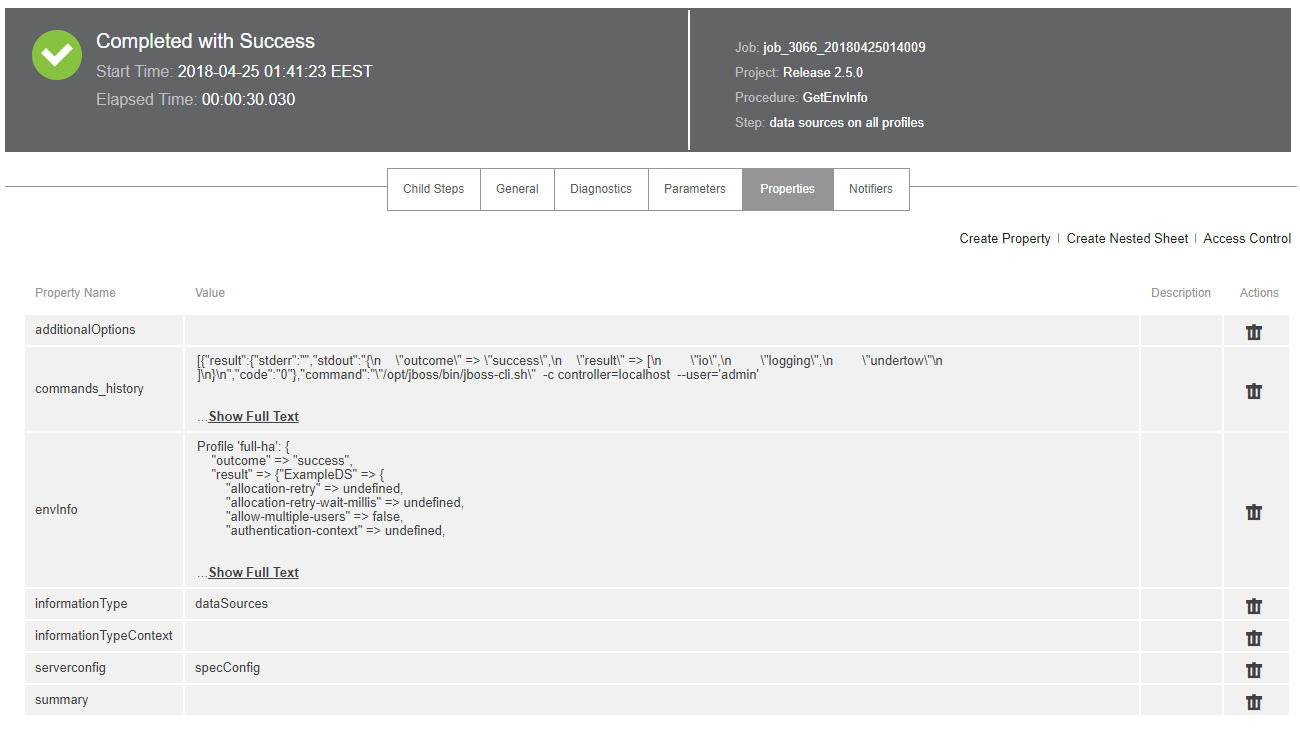 Completed with Success
Start Time: 2018-04-25 01:41:23 EEST
Elapsed Time: 00:00:30.030
Job: job_3066_20180425014009
Project: Release 2.5.0
Procedure: GetEnvInfo
Step: data sources on all profiles
Child Steps
General
Diagnostics
Parameters
Properties
Notifiers
Create Property | Create Nested Sheet | Access Control
Property Name Value Description Actions
additionalOptions
commands_history
[{"result":{"stderr":"","stdout":"{\n    \"outcome\" => \"success\",\n    \"result\" => [\n        \"io\",\n        \"logging\",\n        \"undertow\"\n
]\n}\n","code":"0"},"command":"\"/opt/jboss/bin/jboss-cli.sh\"  -c controller=localhost  --user='admin'
...Show Full Text
envInfo
Profile 'full-ha': {
    "outcome" => "success",
    "result" => {"ExampleDS" => {
        "allocation-retry" => undefined,
        "allocation-retry-wait-millis" => undefined,
        "allow-multiple-users" => false,
        "authentication-context" => undefined,
...Show Full Text
informationType dataSources
informationTypeContext
serverconfig specConfig
summary